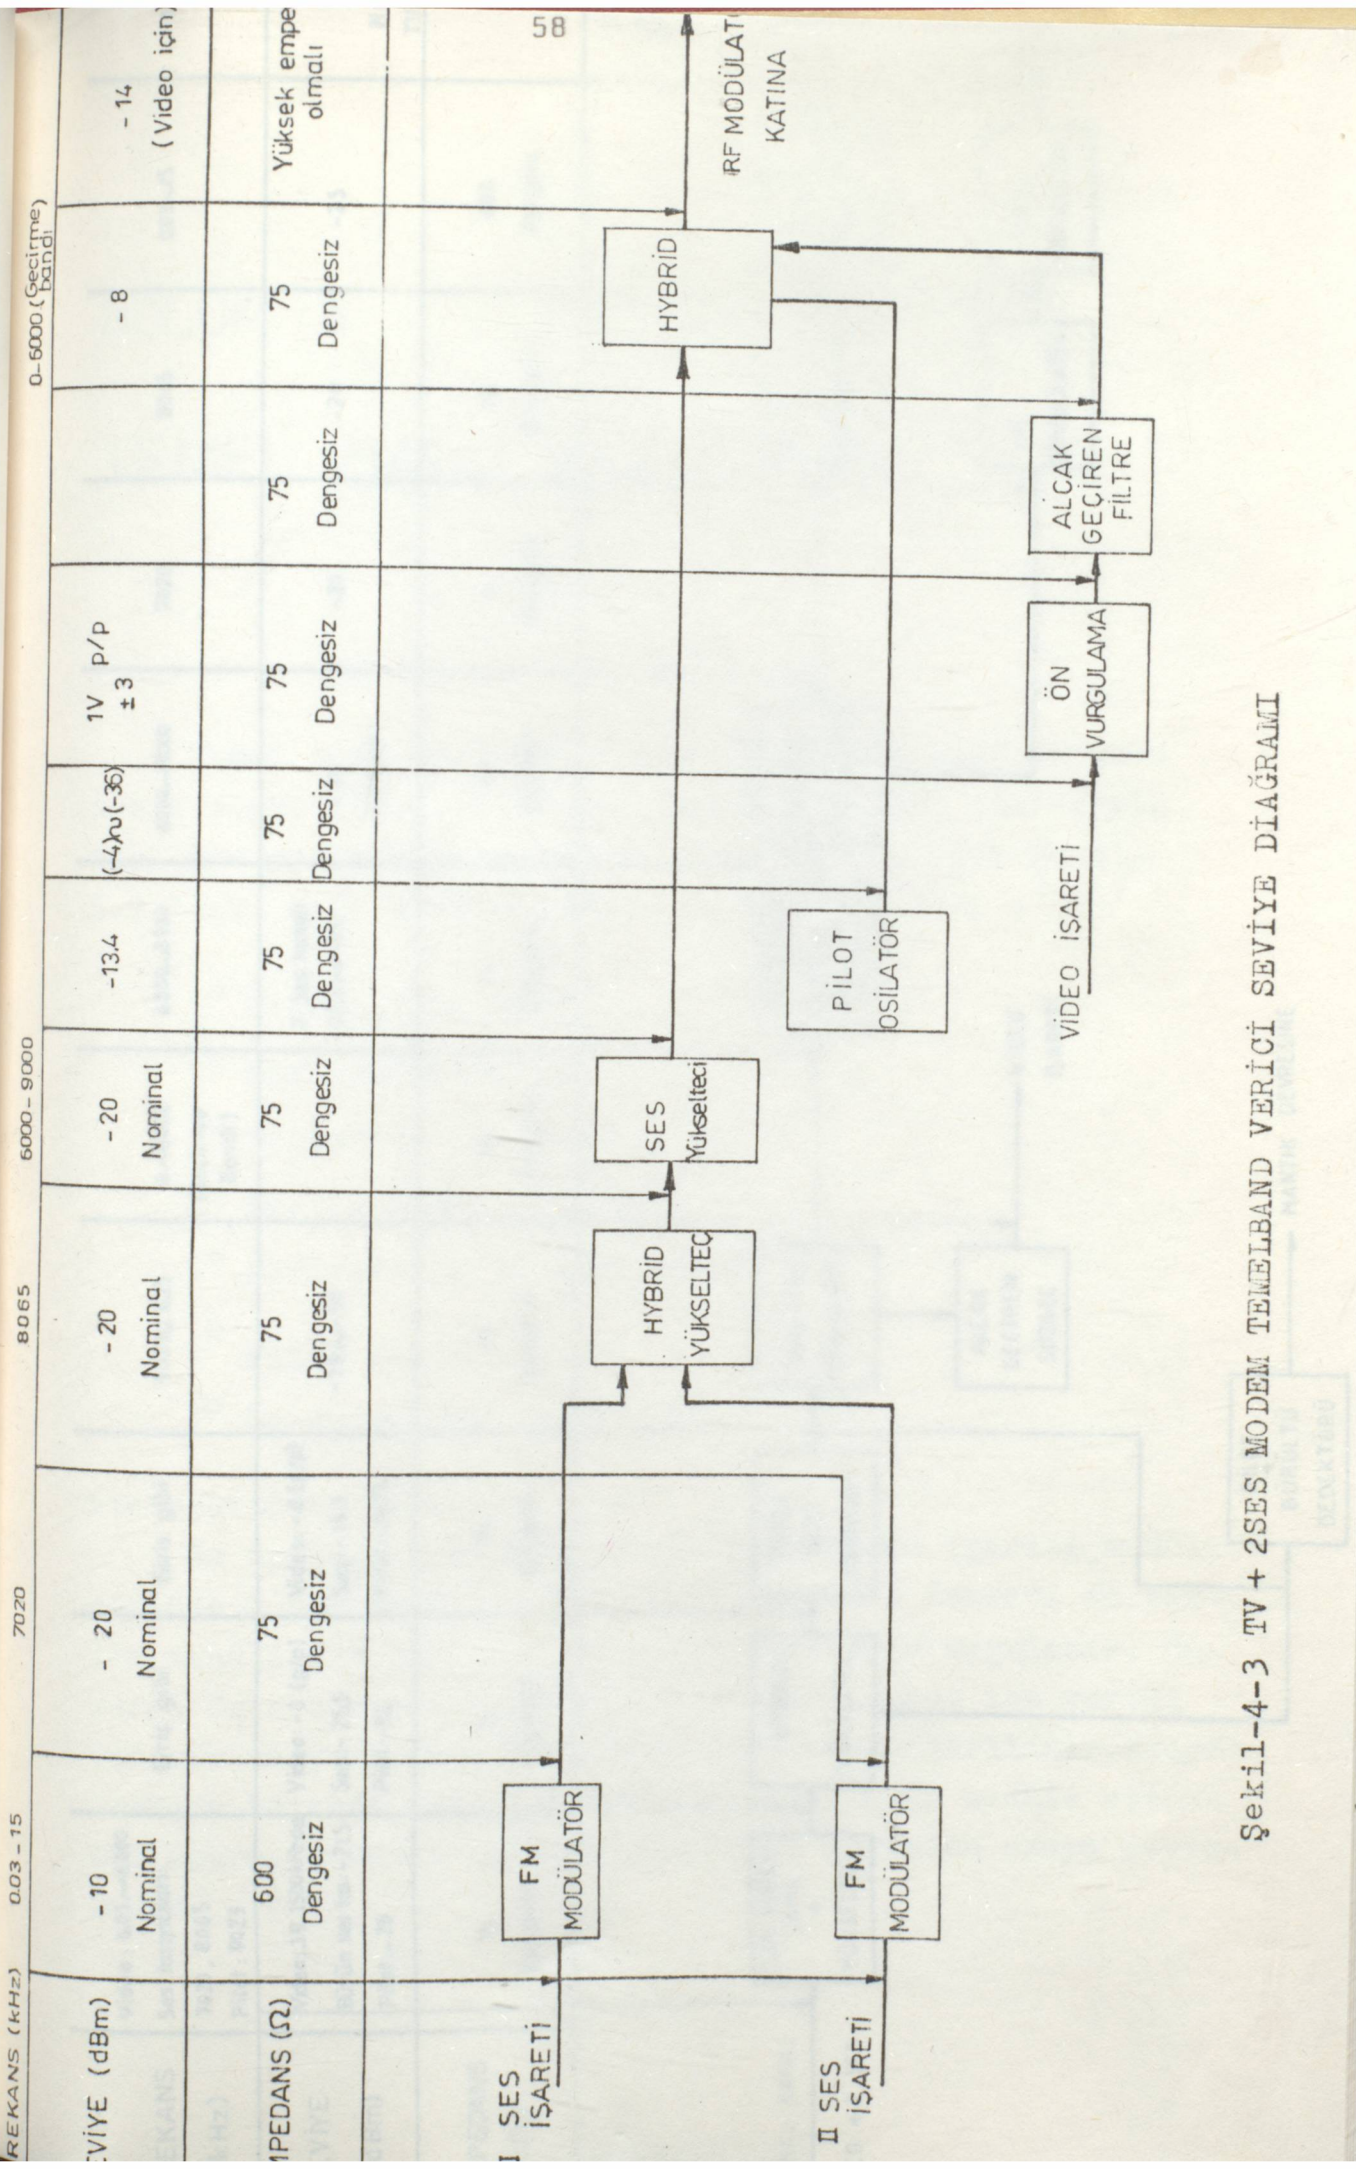 58
REKANS (kHz) 0.03-15 7020 8065 6000-9000 0-6000 (Gecirme bandı)
EVİYE (dBm) -10 Nominal - 20 Nominal -20 Nominal -20 Nominal -13.4 (-4)∿(-36) 1V p/p ± 3 -8 -14 (Video için)
MPEDANS (Ω) 600 Dengesiz 75 Dengesiz 75 Dengesiz 75 Dengesiz 75 Dengesiz 75 Dengesiz 75 Dengesiz 75 Dengesiz 75 Dengesiz Yüksek empe olmalı
I SES
İŞARETİ
FM
MODÜLATÖR
II SES
İŞARETİ
FM
MODÜLATÖR
HYBRİD
YÜKSELTEÇ
SES
Yükselteci
PİLOT
OSİLATÖR
VİDEO İŞARETİ
ÖN
VURGULAMA
ALCAK
GEÇİREN
FİLTRE
HYBRİD
RF MODÜLAT
KATINA
Şekil-4-3 TV + 2SES MODEM TEMELBAND VERİCİ SEVİYE DİAĞRAMI